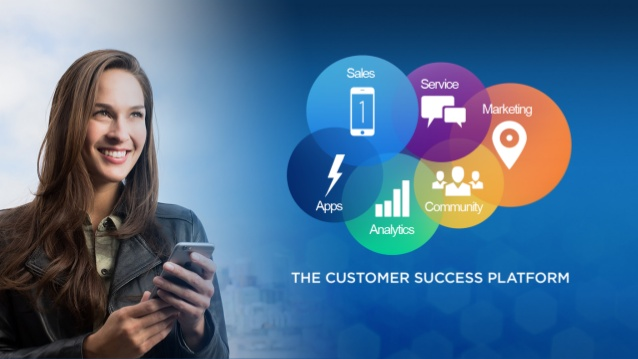 Sales
Service
Marketing
1
Apps
Analytics
Community
THE CUSTOMER SUCCESS PLATFORM